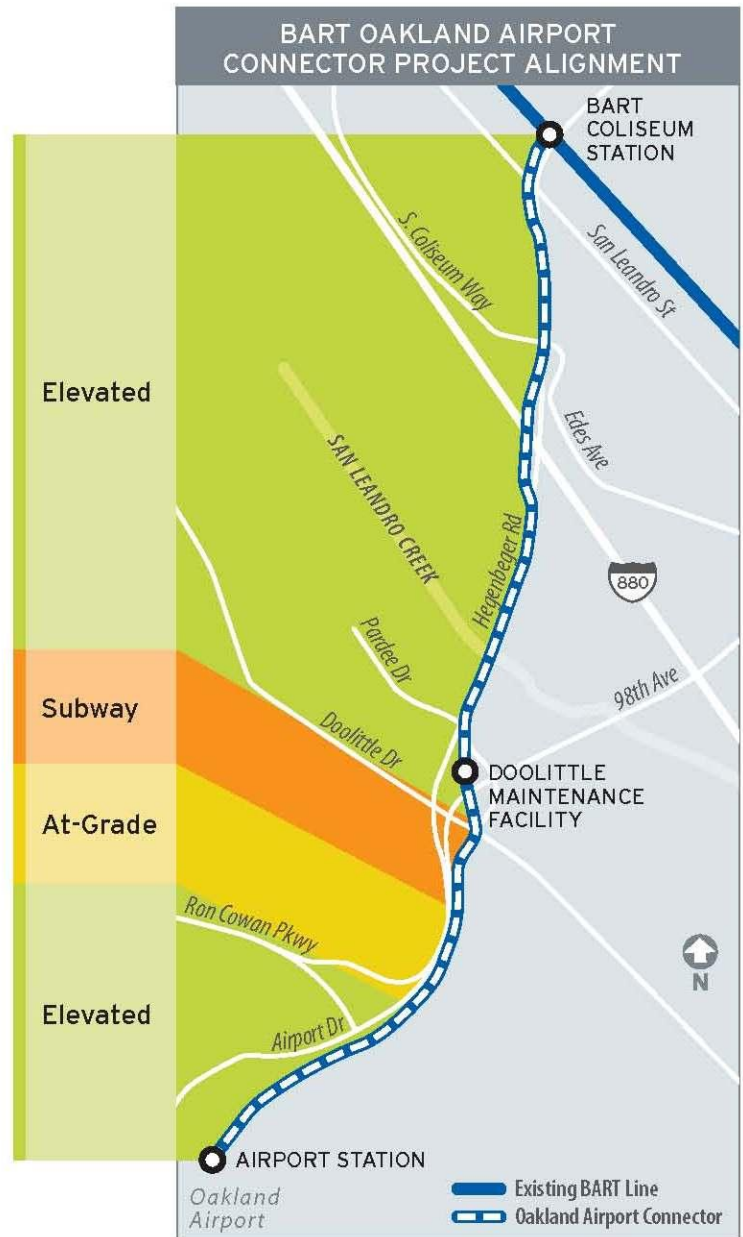 BART OAKLAND AIRPORT
CONNECTOR PROJECT ALIGNMENT
BART
COLISEUM
STATION
S. Coliseum Way
San Leandro St
Elevated
Edes Ave
SAN LEANDRO CREEK
Hegenbeger Rd
880
Pardee Dr
98th Ave
Subway
Doolittle Dr
DOOLITTLE
MAINTENANCE
FACILITY
At-Grade
Ron Cowan Pkwy
N
Elevated
Airport Dr
AIRPORT STATION
Oakland
Airport
Existing BART Line
Oakland Airport Connector